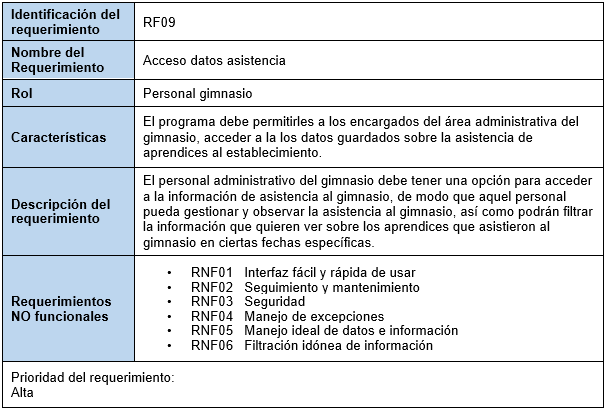 Identificación del
requerimiento
RF09
Nombre del
Requerimiento
Acceso datos asistencia
Rol
Personal gimnasio
Características
El programa debe permitirles a los encargados del área administrativa del
gimnasio, acceder a la los datos guardados sobre la asistencia de
aprendices al establecimiento.
Descripción del
requerimiento
El personal administrativo del gimnasio debe tener una opción para acceder
a la información de asistencia al gimnasio, de modo que aquel personal
pueda gestionar y observar la asistencia al gimnasio, así como podrán filtrar
la información que quieren ver sobre los aprendices que asistieron al
gimnasio en ciertas fechas específicas.
Requerimientos
NO funcionales
• RNF01 Interfaz fácil y rápida de usar
• RNF02 Seguimiento y mantenimiento
• RNF03 Seguridad
• RNF04 Manejo de excepciones
• RNF05 Manejo ideal de datos e información
• RNF06 Filtración idónea de información
Prioridad del requerimiento:
Alta